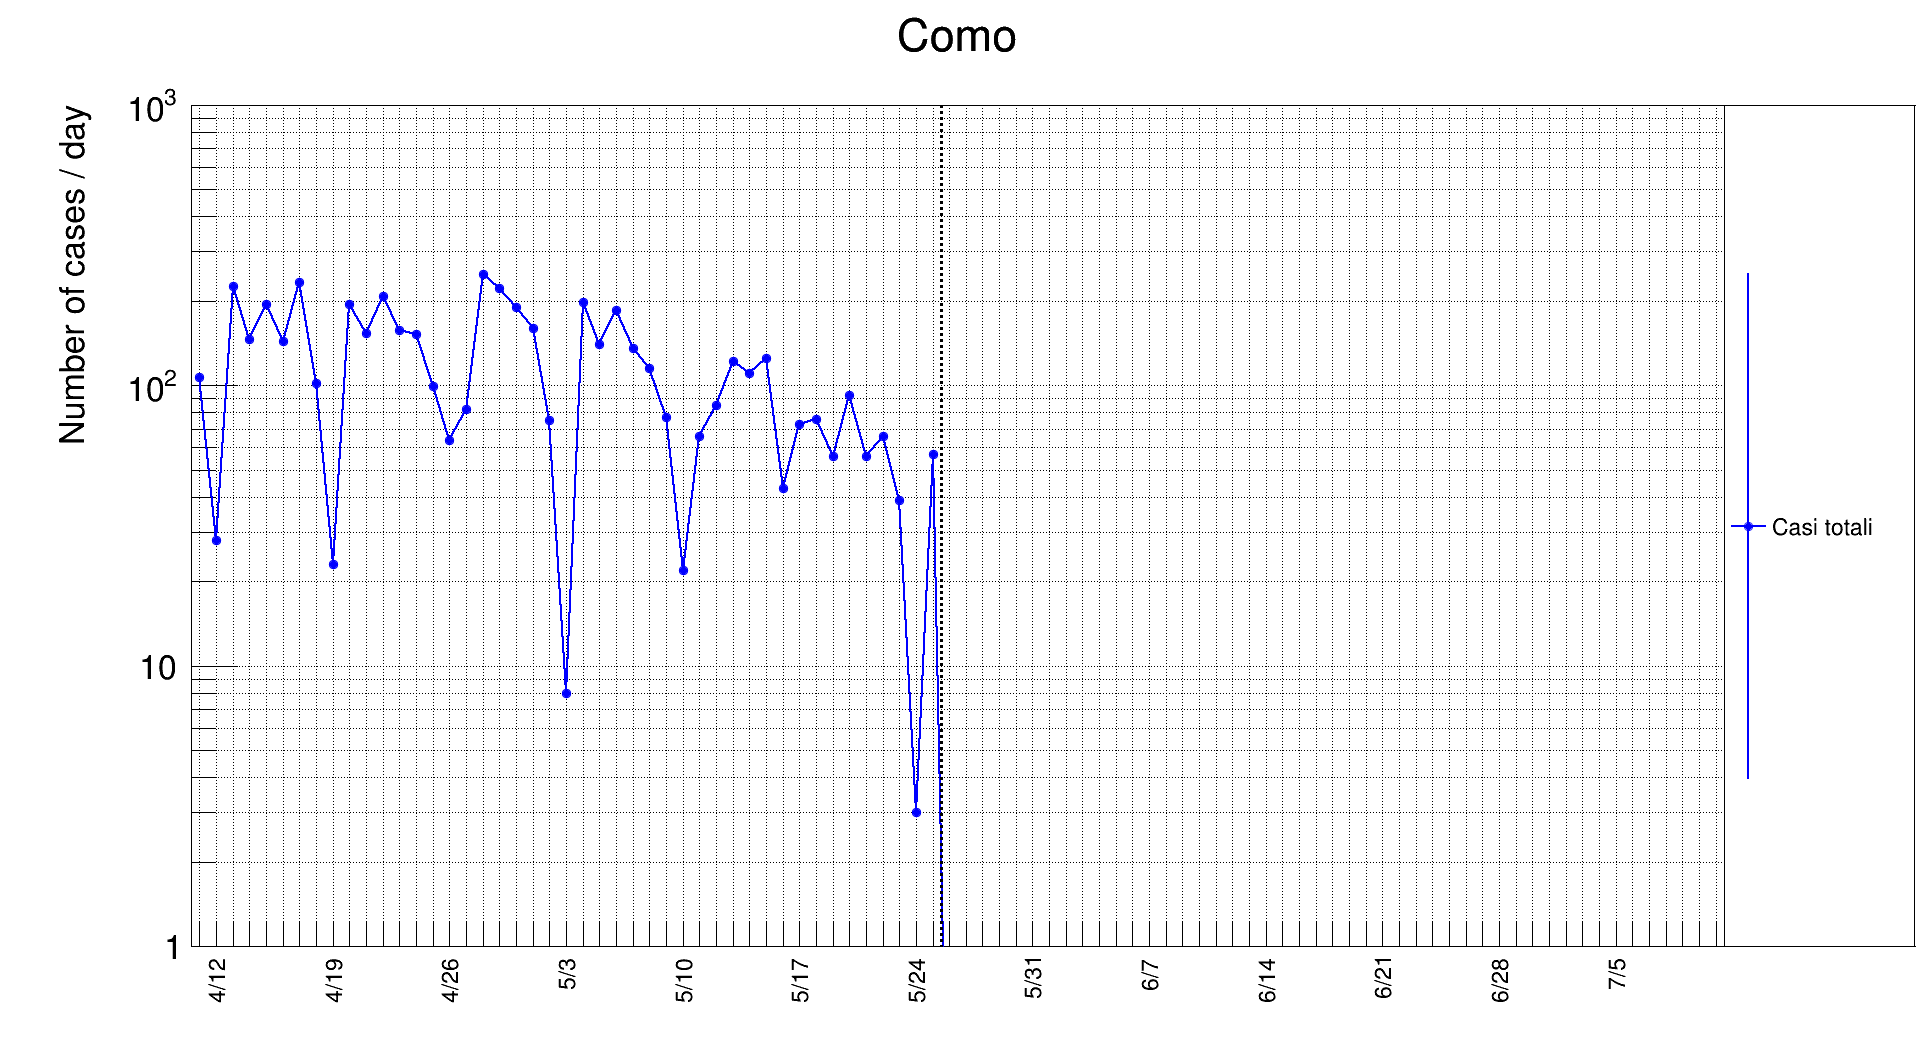 Como
Number of cases / day
10³
10²
10
1
4/12 4/19 4/26 5/3 5/10 5/17 5/24 5/31 6/7 6/14 6/21 6/28 7/5
Casi totali